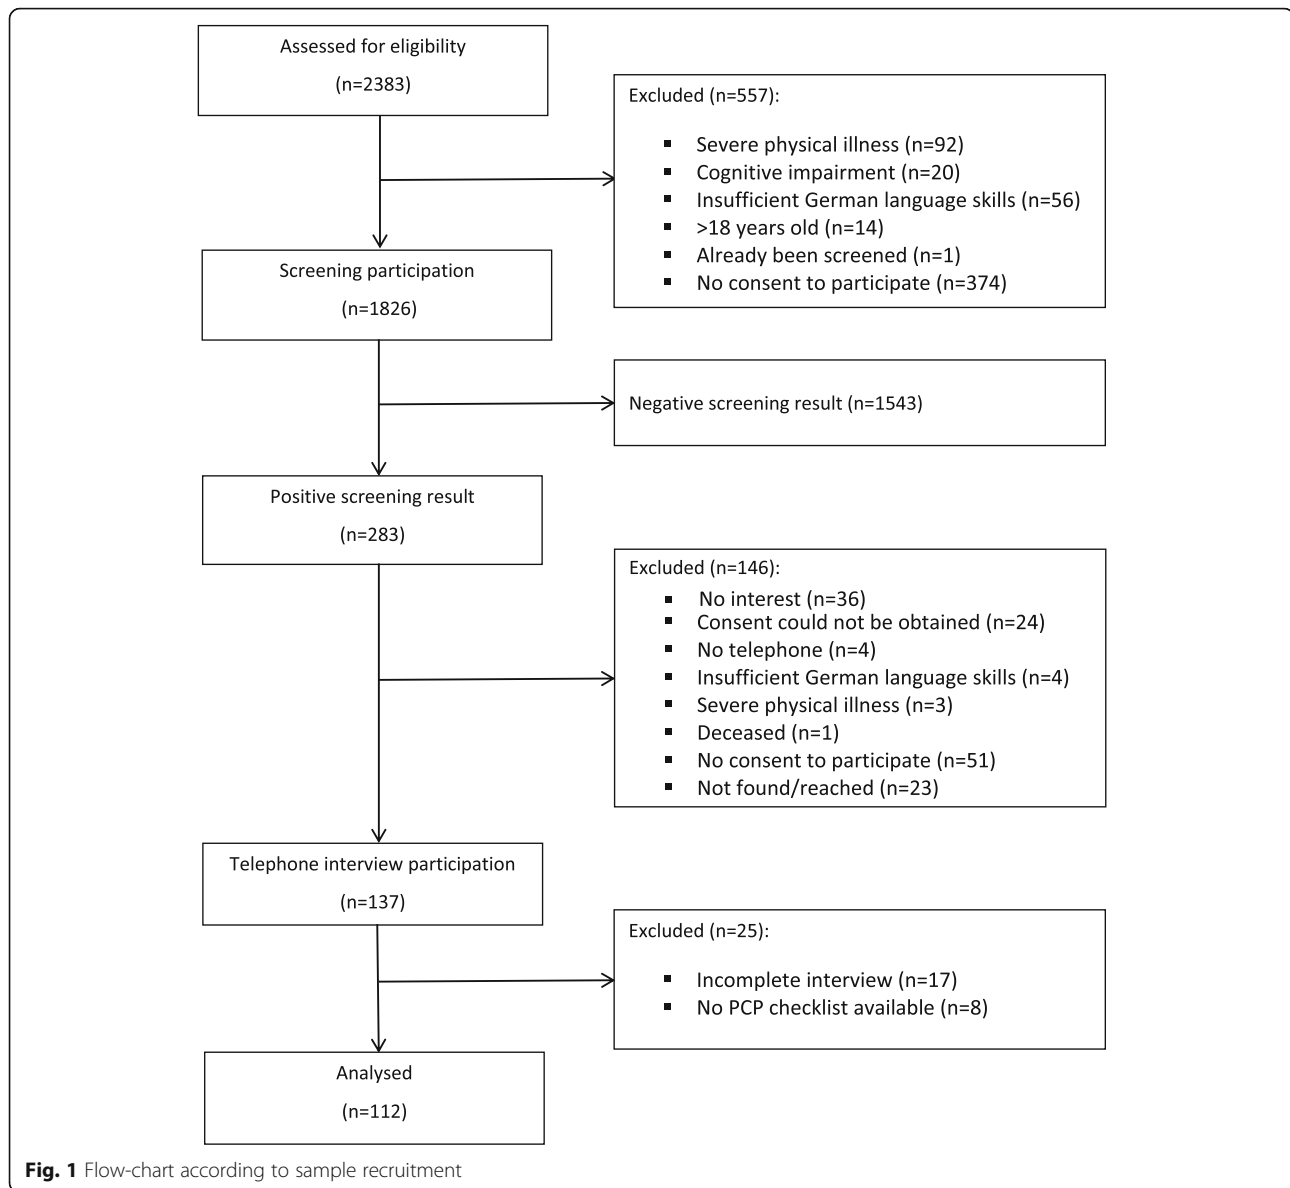 Assessed for eligibility
(n=2383)
Excluded (n=557):
▪ Severe physical illness (n=92)
▪ Cognitive impairment (n=20)
▪ Insufficient German language skills (n=56)
▪ >18 years old (n=14)
▪ Already been screened (n=1)
▪ No consent to participate (n=374)
Screening participation
(n=1826)
Negative screening result (n=1543)
Positive screening result
(n=283)
Excluded (n=146):
▪ No interest (n=36)
▪ Consent could not be obtained (n=24)
▪ No telephone (n=4)
▪ Insufficient German language skills (n=4)
▪ Severe physical illness (n=3)
▪ Deceased (n=1)
▪ No consent to participate (n=51)
▪ Not found/reached (n=23)
Telephone interview participation
(n=137)
Excluded (n=25):
▪ Incomplete interview (n=17)
▪ No PCP checklist available (n=8)
Analysed
(n=112)
Fig. 1 Flow-chart according to sample recruitment